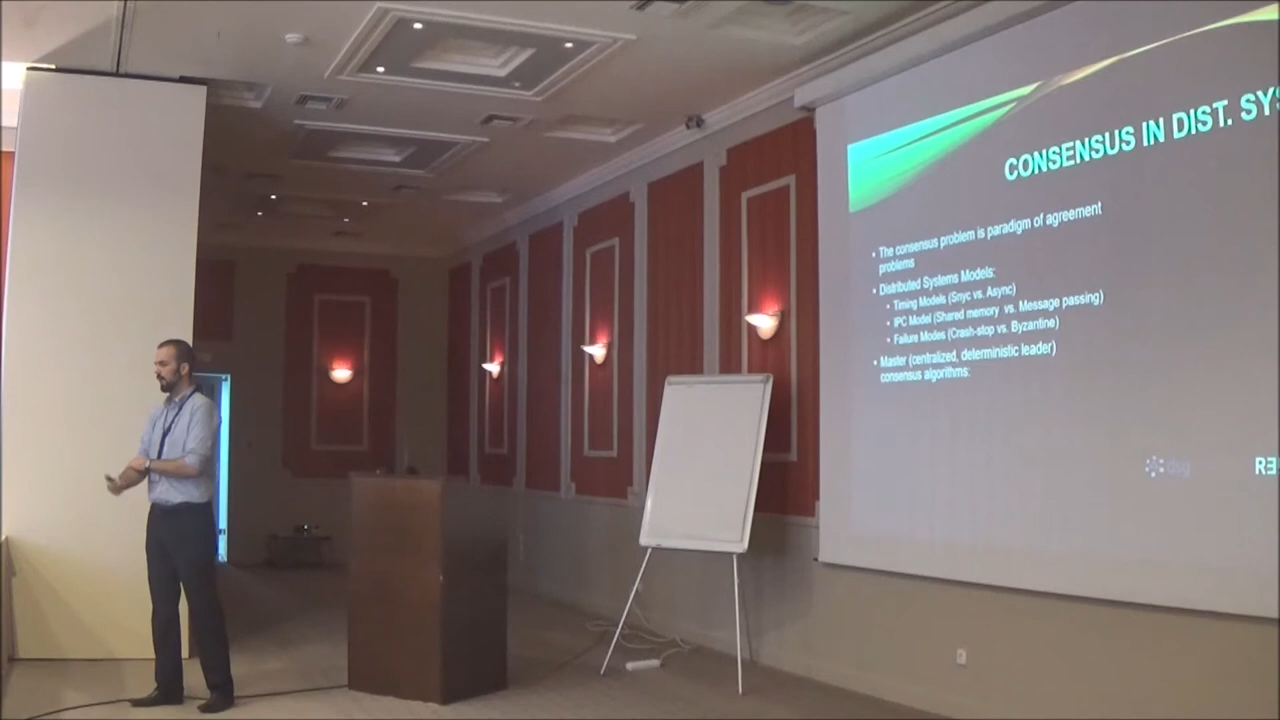 CONSENSUS IN DIST. SYS
• The consensus problem is paradigm of agreement
problems
• Distributed Systems Models:
• Timing Models (Snyc vs. Async)
• IPC Model (Shared memory vs. Message passing)
• Failure Modes (Crash-stop vs. Byzantine)
• Master (centralized, deterministic leader)
consensus algorithms:
dsg
R3